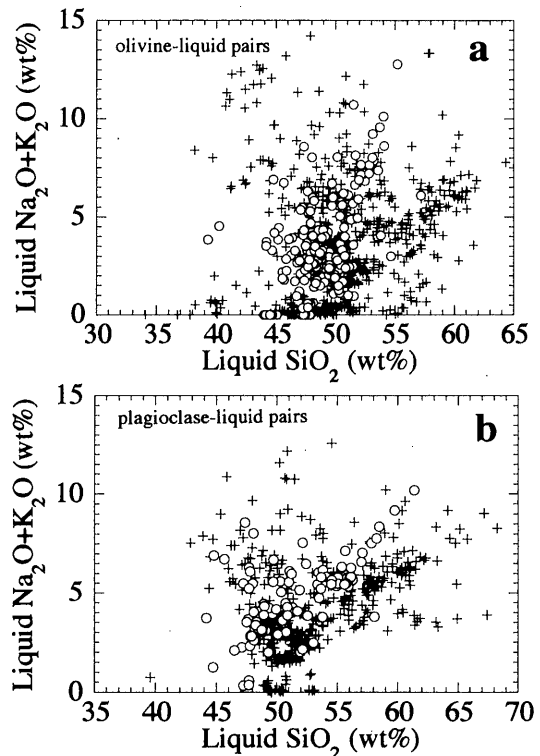 15
10
5
0
Liquid Na₂O+K₂O (wt%)
olivine-liquid pairs
a
30 35 40 45 50 55 60 65
Liquid SiO₂ (wt%)
15
10
5
0
Liquid Na₂O+K₂O (wt%)
plagioclase-liquid pairs
b
35 40 45 50 55 60 65 70
Liquid SiO₂ (wt%)